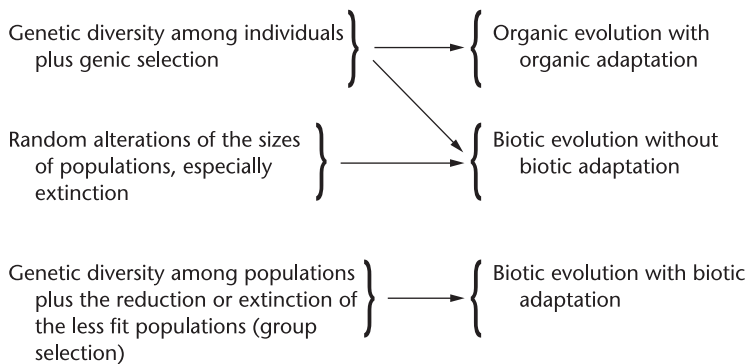 Genetic diversity among individuals
plus genic selection
Organic evolution with
organic adaptation
Random alterations of the sizes
of populations, especially
extinction
Biotic evolution without
biotic adaptation
Genetic diversity among populations
plus the reduction or extinction of
the less fit populations (group
selection)
Biotic evolution with biotic
adaptation